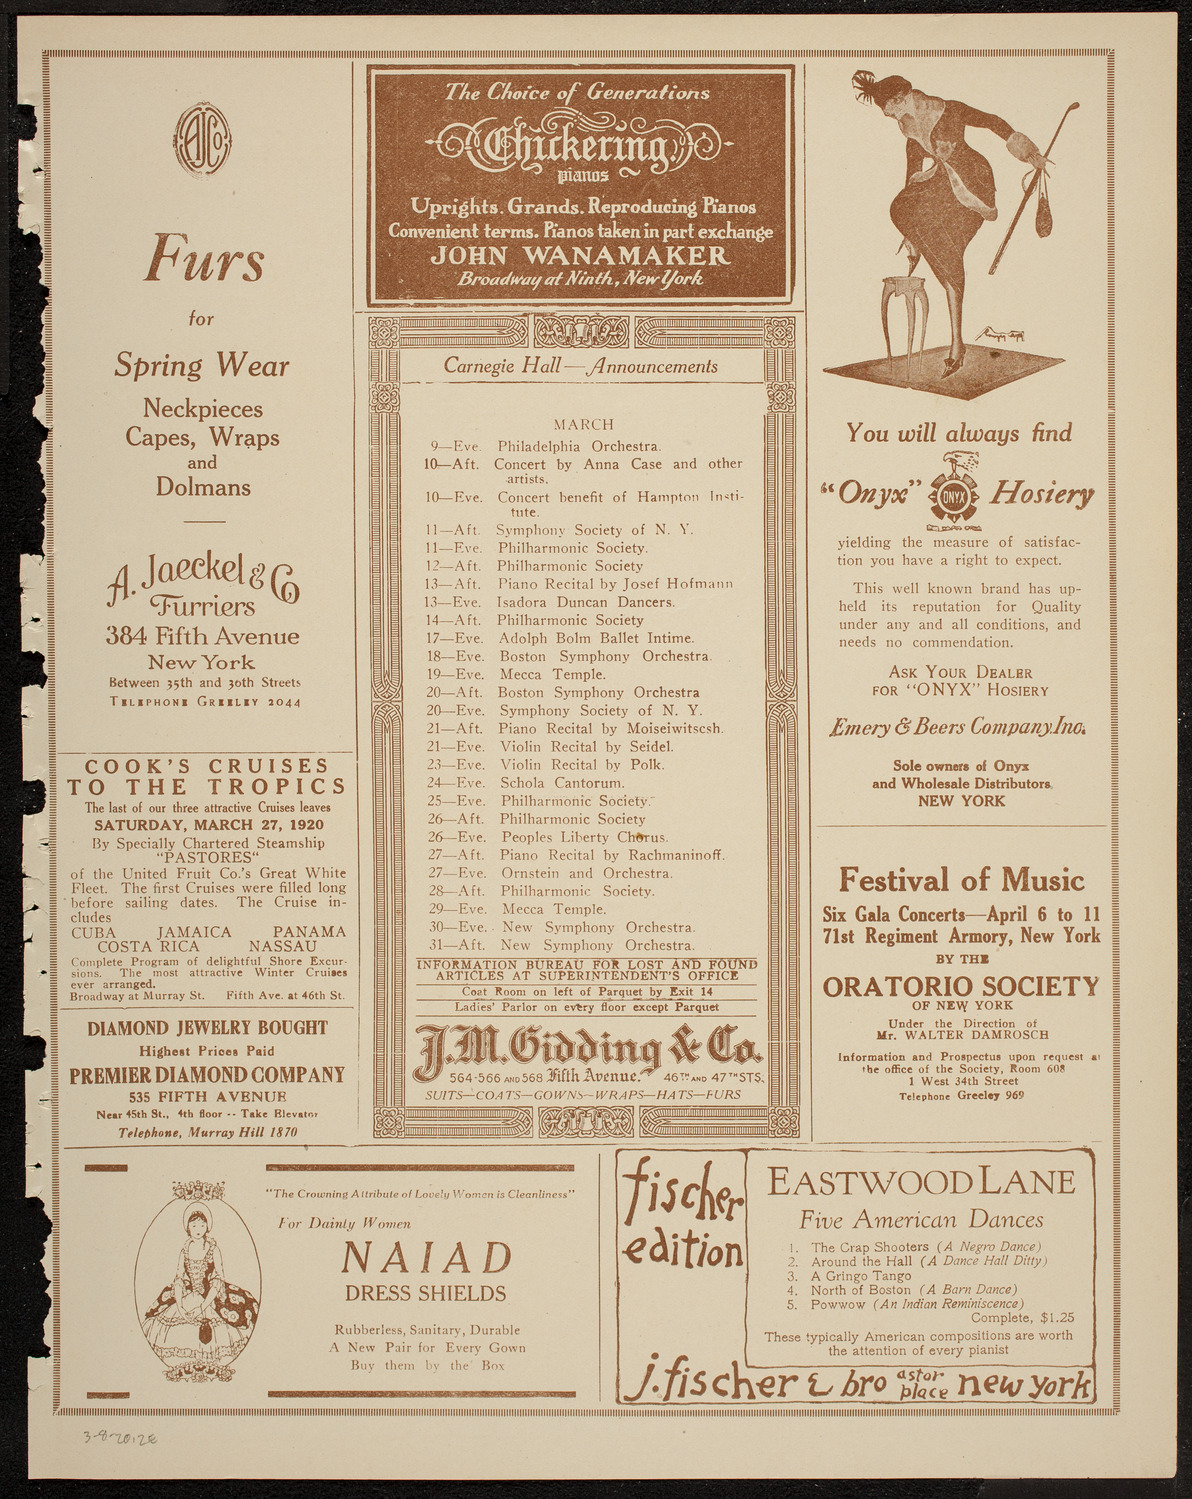 AJCo
Furs
for
Spring Wear
Neckpieces
Capes, Wraps
and
Dolmans
A. Jaeckel & Co
Furriers
384 Fifth Avenue
New York
Between 35th and 30th Streets
TELEPHONE GREELEY 2044
COOK'S CRUISES
TO THE TROPICS
The last of our three attractive Cruises leaves
SATURDAY, MARCH 27, 1920
By Specially Chartered Steamship
"PASTORES"
of the United Fruit Co.'s Great White
Fleet. The first Cruises were filled long
before sailing dates. The Cruise in-
cludes
CUBA JAMAICA PANAMA
COSTA RICA NASSAU
Complete Program of delightful Shore Excur-
sions. The most attractive Winter Cruises
ever arranged.
Broadway at Murray St. Fifth Ave. at 46th St.
DIAMOND JEWELRY BOUGHT
Highest Prices Paid
PREMIER DIAMOND COMPANY
535 FIFTH AVENUE
Near 45th St., 4th floor -- Take Elevator
Telephone, Murray Hill 1870
The Choice of Generations
Chickering
pianos
Uprights. Grands. Reproducing Pianos
Convenient terms. Pianos taken in part exchange
JOHN WANAMAKER
Broadway at Ninth, New York
Carnegie Hall—Announcements
MARCH
9—Eve. Philadelphia Orchestra.
10—Aft. Concert by Anna Case and other
artists.
10—Eve. Concert benefit of Hampton Insti-
tute.
11—Aft. Symphony Society of N. Y.
11—Eve. Philharmonic Society.
12—Aft. Philharmonic Society
13—Aft. Piano Recital by Josef Hofmann
13—Eve. Isadora Duncan Dancers.
14—Aft. Philharmonic Society
17—Eve. Adolph Bolm Ballet Intime.
18—Eve. Boston Symphony Orchestra.
19—Eve. Mecca Temple.
20—Aft. Boston Symphony Orchestra
20—Eve. Symphony Society of N. Y.
21—Aft. Piano Recital by Moiseiwitscsh.
21—Eve. Violin Recital by Seidel.
23—Eve. Violin Recital by Polk.
24—Eve. Schola Cantorum.
25—Eve. Philharmonic Society.
26—Aft. Philharmonic Society
26—Eve. Peoples Liberty Chorus.
27—Aft. Piano Recital by Rachmaninoff.
27—Eve. Ornstein and Orchestra.
28—Aft. Philharmonic Society.
29—Eve. Mecca Temple.
30—Eve. New Symphony Orchestra.
31—Aft. New Symphony Orchestra.
INFORMATION BUREAU FOR LOST AND FOUND
ARTICLES AT SUPERINTENDENT'S OFFICE
Coat Room on left of Parquet by Exit 14
Ladies' Parlor on every floor except Parquet
J.M. Gidding & Co.
564-566 AND 568 Fifth Avenue. 46TH AND 47TH STS.
SUITS—COATS—GOWNS—WRAPS—HATS—FURS
You will always find
"Onyx" ONYX Hosiery
yielding the measure of satisfac-
tion you have a right to expect.
This well known brand has up-
held its reputation for Quality
under any and all conditions, and
needs no commendation.
ASK YOUR DEALER
FOR "ONYX" HOSIERY
Emery & Beers Company, Inc.
Sole owners of Onyx
and Wholesale Distributors.
NEW YORK
Festival of Music
Six Gala Concerts—April 6 to 11
71st Regiment Armory, New York
BY THE
ORATORIO SOCIETY
OF NEW YORK
Under the Direction of
Mr. WALTER DAMROSCH
Information and Prospectus upon request at
the office of the Society, Room 608
1 West 34th Street
Telephone Greeley 969
"The Crowning Attribute of Lovely Women is Cleanliness"
For Dainty Women
NAIAD
DRESS SHIELDS
Rubberless, Sanitary, Durable
A New Pair for Every Gown
Buy them by the Box
fischer
edition
EASTWOOD LANE
Five American Dances
1. The Crap Shooters (A Negro Dance)
2. Around the Hall (A Dance Hall Ditty)
3. A Gringo Tango
4. North of Boston (A Barn Dance)
5. Powwow (An Indian Reminiscence)
Complete, $1.25
These typically American compositions are worth
the attention of every pianist
j. fischer & bro astor place new york
3-8-20,12E